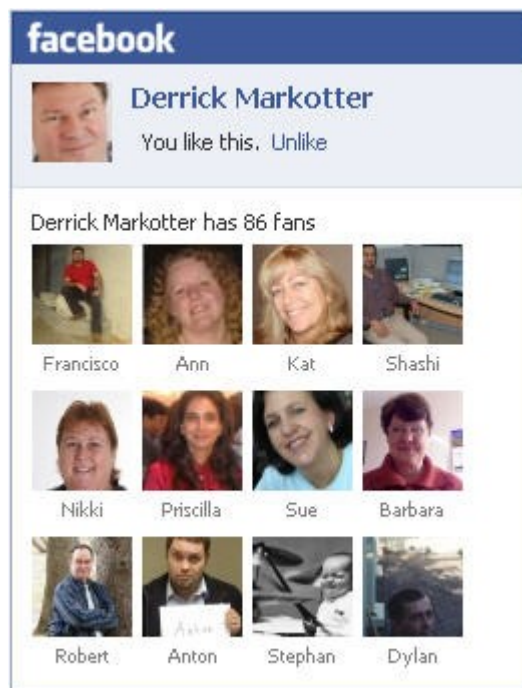 facebook
Derrick Markotter
You like this. Unlike
Derrick Markotter has 86 fans
Francisco Ann Kat Shashi
Nikki Priscilla Sue Barbara
Anton
Robert Anton Stephan Dylan